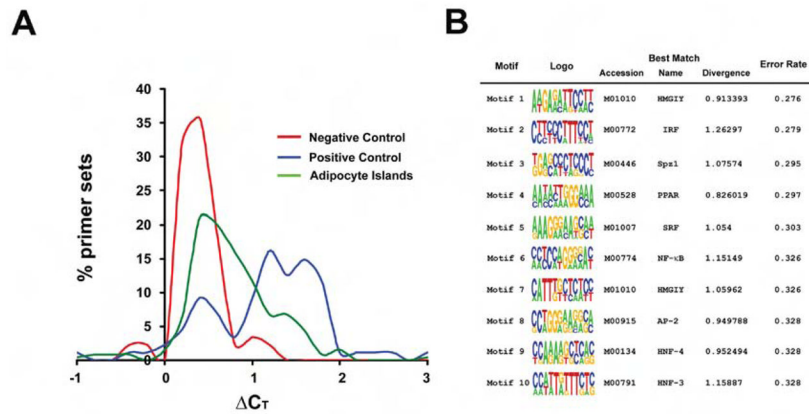 A
% primer sets
40
35
30
25
20
15
10
5
0
-1
0
1
2
3
ΔCT
Negative Control
Positive Control
Adipocyte Islands
B
Best Match
Motif Logo Accession Name Divergence Error Rate
Motif 1 M01010 HMGIY 0.913393 0.276
Motif 2 M00772 IRF 1.26297 0.279
Motif 3 M00446 Spz1 1.07574 0.295
Motif 4 M00528 PPAR 0.826019 0.297
Motif 5 M01007 SRF 1.054 0.303
Motif 6 M00774 NF-κB 1.15149 0.326
Motif 7 M01010 HMGIY 1.05962 0.326
Motif 8 M00915 AP-2 0.949788 0.328
Motif 9 M00134 HNF-4 0.952494 0.328
Motif 10 M00791 HNF-3 1.15887 0.328